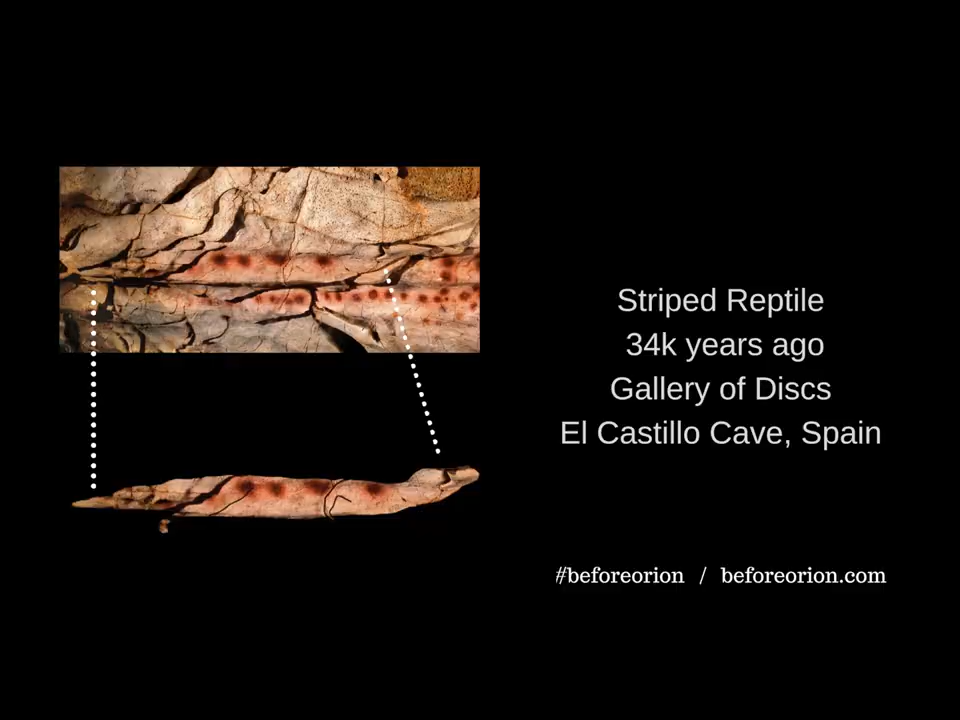 Striped Reptile
34k years ago
Gallery of Discs
El Castillo Cave, Spain
#beforeorion / beforeorion.com